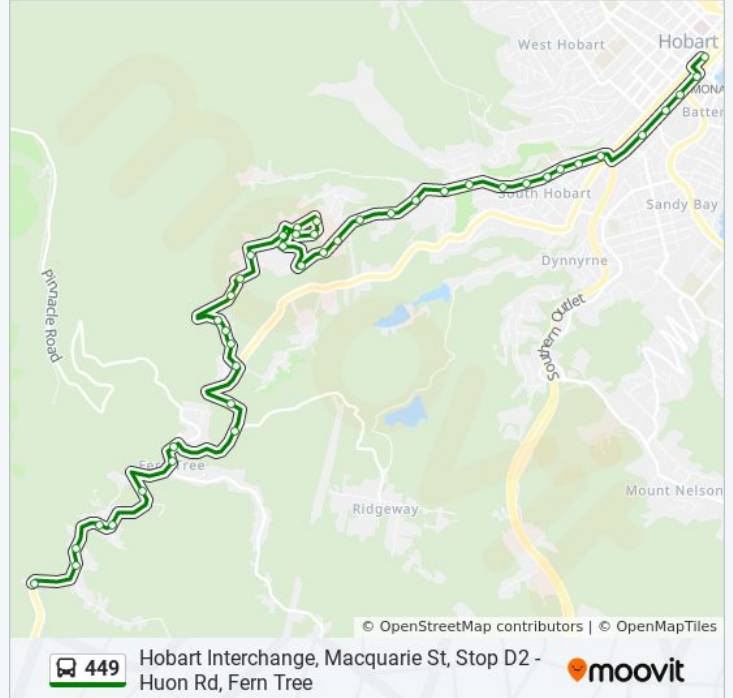 West Hobart
Hobart
MONA
Batter
South Hobart
Sandy Bay
Dynnyrne
Pinnacle Road
Southern Outlet
Fern Tree
Mount Nelson
Ridgeway
© OpenStreetMap contributors | © OpenMapTiles
449
Hobart Interchange, Macquarie St, Stop D2 -
Huon Rd, Fern Tree
moovit